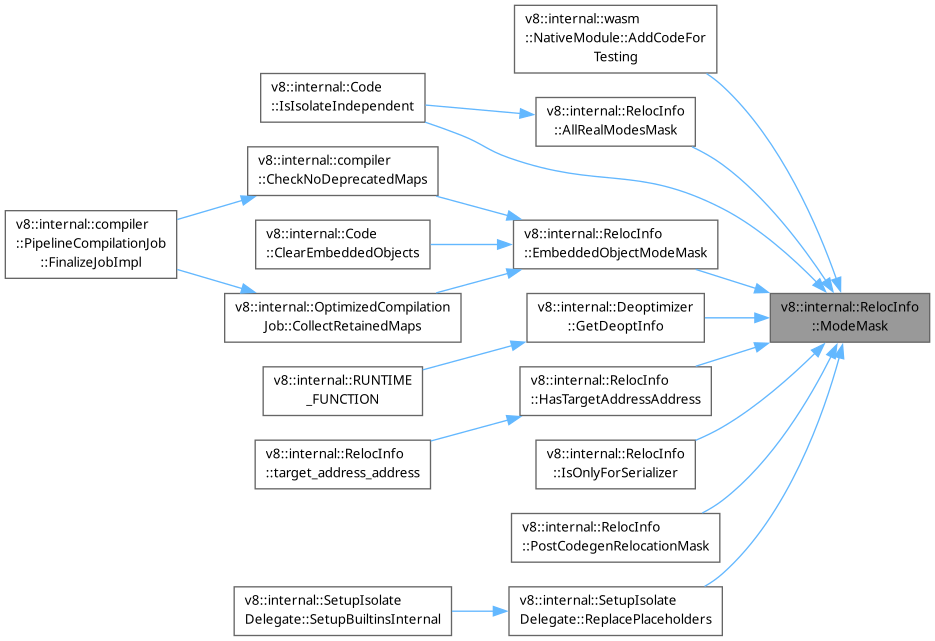 v8::internal::wasm
::NativeModule::AddCodeFor
Testing
v8::internal::Code
::IsIsolateIndependent
v8::internal::RelocInfo
::AllRealModesMask
v8::internal::compiler
::CheckNoDeprecatedMaps
v8::internal::compiler
::PipelineCompilationJob
::FinalizeJobImpl
v8::internal::Code
::ClearEmbeddedObjects
v8::internal::RelocInfo
::EmbeddedObjectModeMask
v8::internal::OptimizedCompilation
Job::CollectRetainedMaps
v8::internal::Deoptimizer
::GetDeoptInfo
v8::internal::RelocInfo
::ModeMask
v8::internal::RUNTIME
_FUNCTION
v8::internal::RelocInfo
::HasTargetAddressAddress
v8::internal::RelocInfo
::target_address_address
v8::internal::RelocInfo
::IsOnlyForSerializer
v8::internal::RelocInfo
::PostCodegenRelocationMask
v8::internal::SetupIsolate
Delegate::SetupBuiltinsInternal
v8::internal::SetupIsolate
Delegate::ReplacePlaceholders